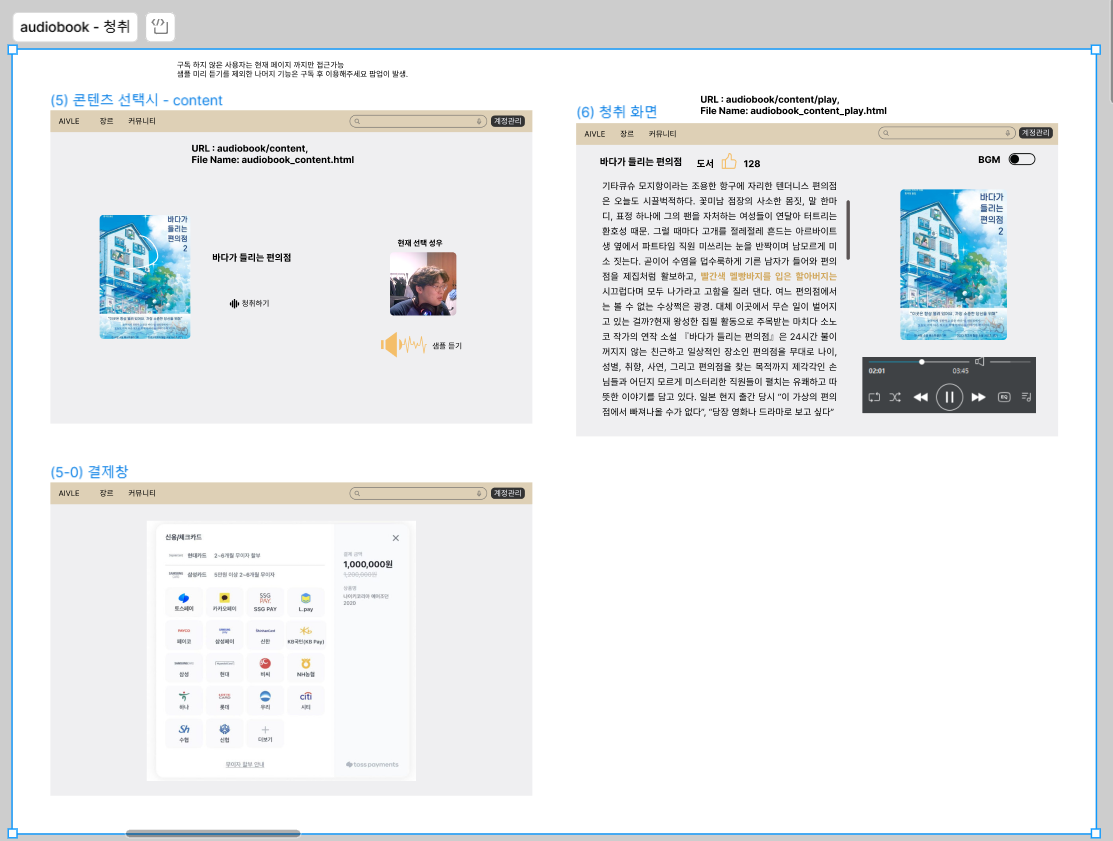 audiobook - 청취
구독 하지 않은 사용자는 현재 페이지 까지만 접근가능
샘플 미리 듣기를 제외한 나머지 기능은 구독 후 이용해주세요 팝업이 발생.
(5) 콘텐츠 선택시 - content
AIVLE 장르 커뮤니티 계정관리
URL : audiobook/content,
File Name: audiobook_content.html
바다가
들리는
편의점
2
바다가 들리는 편의점
청취하기
현재 선택 성우
샘플 듣기
(6) 청취 화면
URL : audiobook/content/play,
File Name: audiobook_content_play.html
AIVLE 장르 커뮤니티 계정관리
바다가 들리는 편의점 도서 128
BGM
기타큐슈 모지항이라는 조용한 항구에 자리한 텐더니스 편의점
은 오늘도 시끌벅적하다. 꽃미남 점장의 사소한 몸짓, 말 한마
디, 표정 하나에 그의 팬을 자처하는 여성들이 연달아 터트리는
환호성 때문. 그럴 때마다 고개를 절레절레 흔드는 아르바이트
생 옆에서 파트타임 직원 미쓰리는 눈을 반짝이며 남모르게 미
소 짓는다. 곧이어 수염을 덥수룩하게 기른 남자가 들어와 편의
점을 제집처럼 활보하고, 빨간색 멜빵바지를 입은 할아버지는
시끄럽다며 모두 나가라고 고함을 질러 댄다. 여느 편의점에서
는 볼 수 없는 수상쩍은 광경. 대체 이곳에서 무슨 일이 벌어지
고 있는 걸까?현재 왕성한 집필 활동으로 주목받는 마치다 소노
코 작가의 연작 소설 『바다가 들리는 편의점』은 24시간 불이
꺼지지 않는 친근하고 일상적인 장소인 편의점을 무대로 나이,
성별, 취향, 사연, 그리고 편의점을 찾는 목적까지 제각각인 손
님들과 어딘지 모르게 미스터리한 직원들이 펼치는 유쾌하고 따
뜻한 이야기를 담고 있다. 일본 현지 출간 당시 “이 가상의 편의
점에서 빠져나올 수가 없다”, “당장 영화나 드라마로 보고 싶다”
바다가
들리는
편의점
2
02:01 03:45
EQ
(5-0) 결제창
AIVLE 장르 커뮤니티 계정관리
신용/체크카드
현대카드 2~6개월 무이자 할부
삼성카드 5만원 이상 2~6개월 무이자
토스페이 카카오페이 SSG PAY L.pay
페이코 삼성페이 신한 KB국민(KB Pay)
삼성 현대 비씨 NH농협
하나 롯데 우리 시티
수협 신협 더보기
무이자 할부 안내
결제 금액
1,000,000원
1,200,000원
상품명
나이키코리아 에어포스
2020
toss payments